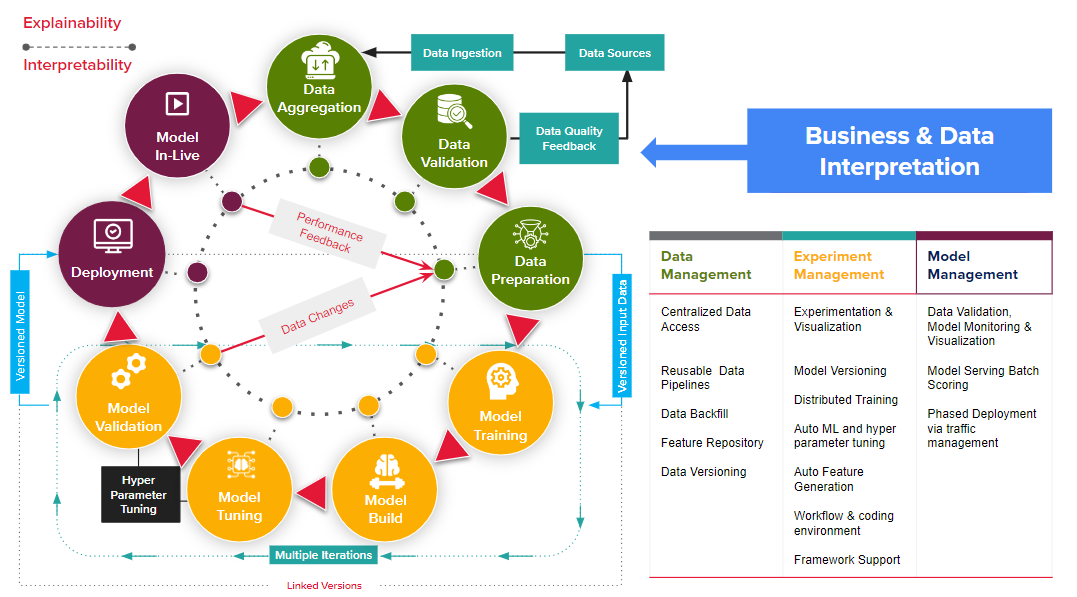 Explainability
Interpretability
Data
Aggregation
Data Ingestion
Data Sources
Data Quality
Feedback
Data
Validation
Model
In-Live
Business & Data
Interpretation
Performance
Feedback
Data Changes
Deployment
Data
Preparation
Versioned Model
Versioned Input Data
Model
Validation
Model
Training
Hyper
Parameter
Tuning
Model
Tuning
Model
Build
Multiple Iterations
Linked Versions
Data
Management
Centralized Data
Access
Reusable Data
Pipelines
Data Backfill
Feature Repository
Data Versioning
Experiment
Management
Experimentation &
Visualization
Model Versioning
Distributed Training
Auto ML and hyper
parameter tuning
Auto Feature
Generation
Workflow & coding
environment
Framework Support
Model
Management
Data Validation,
Model Monitoring &
Visualization
Model Serving Batch
Scoring
Phased Deployment
via traffic
management